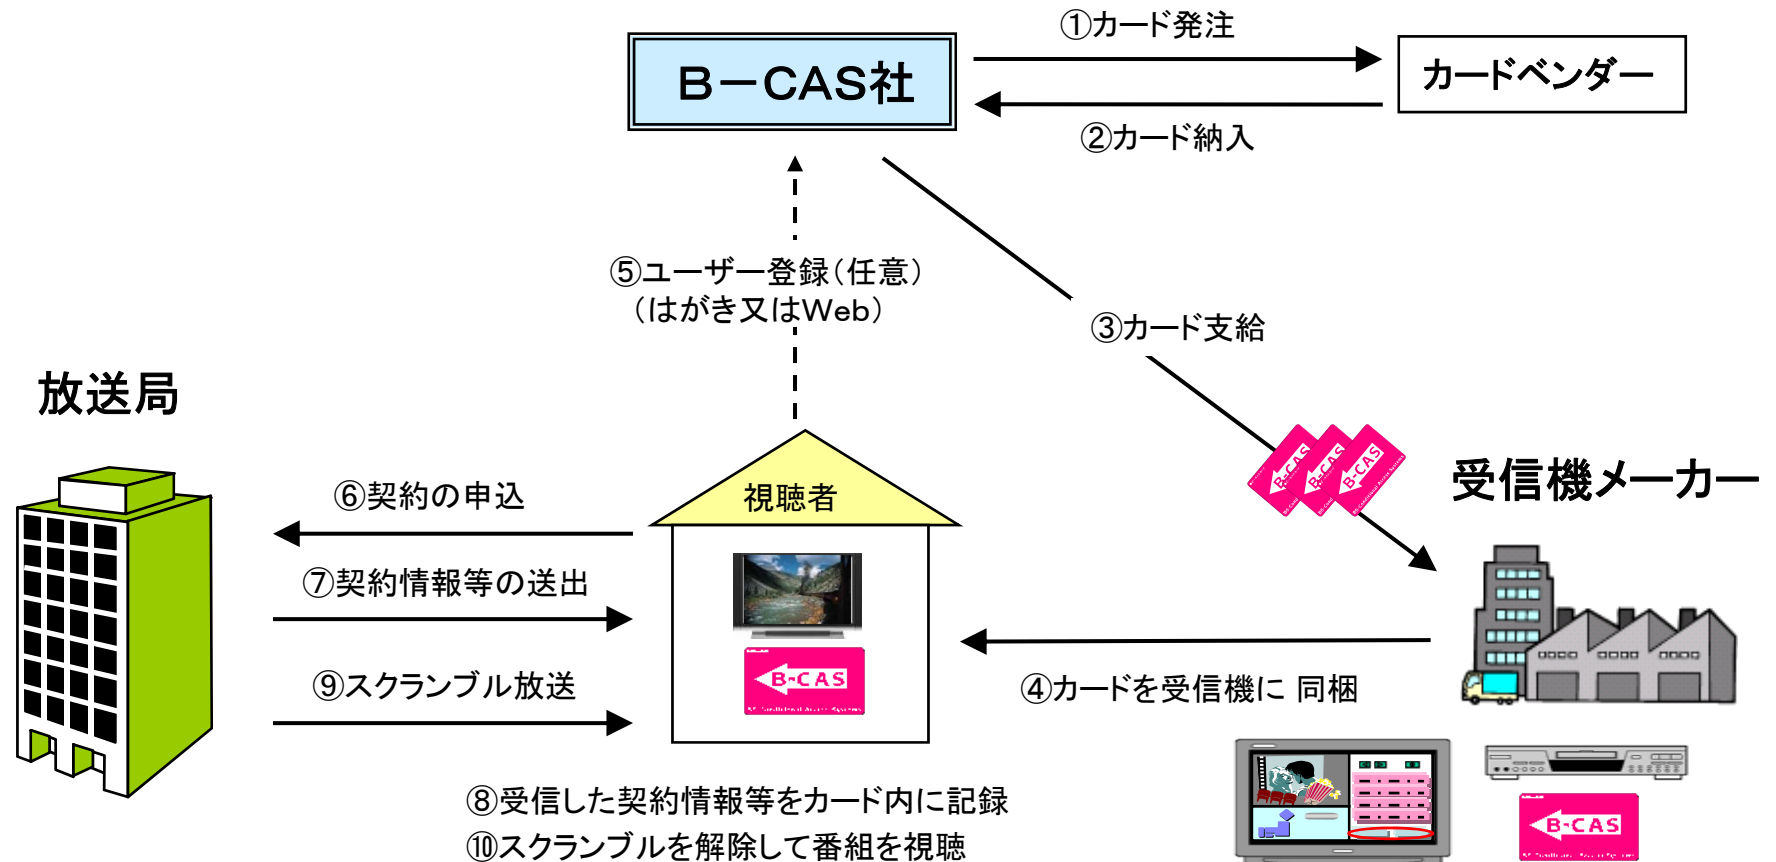 ①カード発注
B－CAS社
カードベンダー
②カード納入
⑤ユーザー登録（任意）
（はがき又はWeb）
③カード支給
放送局
B-CAS
B-CAS
B-CAS
受信機メーカー
⑥契約の申込
視聴者
⑦契約情報等の送出
B-CAS
⑨スクランブル放送
④カードを受信機に 同梱
⑧受信した契約情報等をカード内に記録
⑩スクランブルを解除して番組を視聴
B-CAS